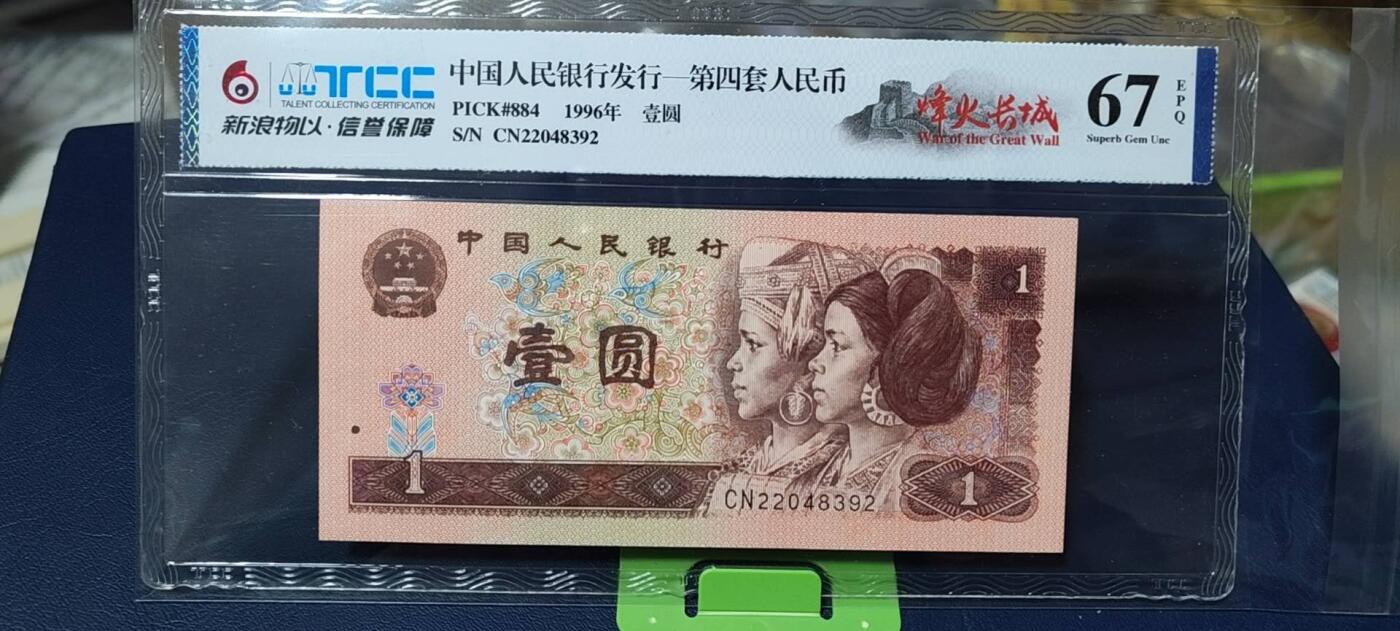 TCC
TALENT COLLECTING CERTIFICATION
新浪物以·信誉保障
中国人民银行发行—第四套人民币
PICK#884 1996年 壹圆
S/N CN22048392
烽火长城
War of the Great Wall
67
EPQ
Superb Gem Unc
中国人民银行
1
壹圆
1
CN22048392
1